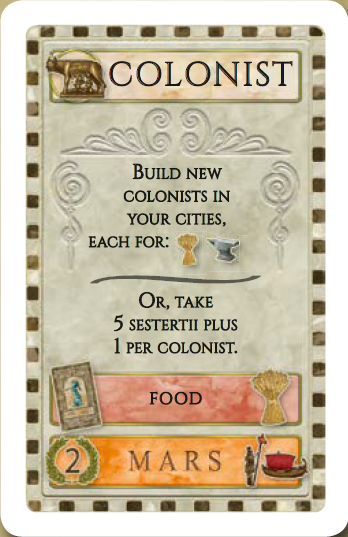 COLONIST
BUILD NEW
COLONISTS IN
YOUR CITIES,
EACH FOR:
OR, TAKE
5 SESTERTII PLUS
1 PER COLONIST.
FOOD
2 MARS